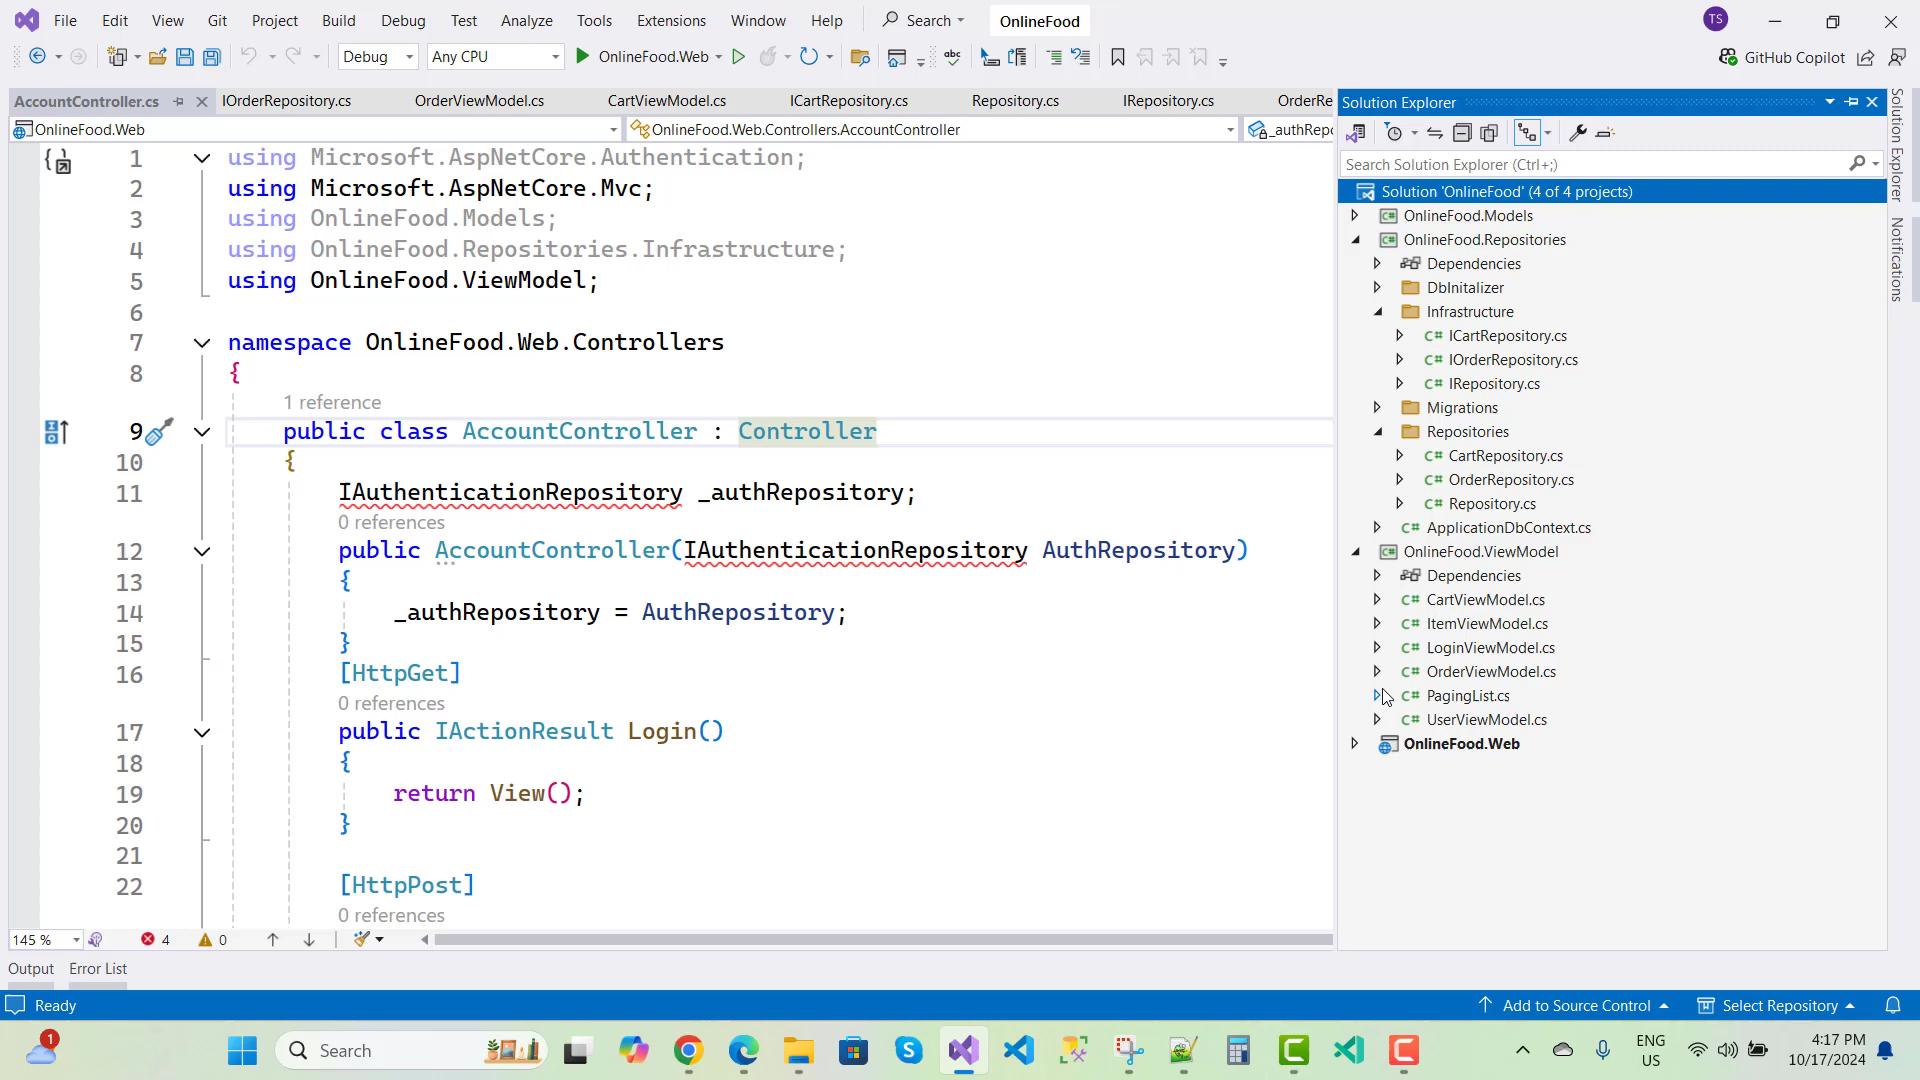 File Edit View Git Project Build Debug Test Analyze Tools Extensions Window Help Search OnlineFood TS
Debug Any CPU OnlineFood.Web abc GitHub Copilot
AccountController.cs IOrderRepository.cs OrderViewModel.cs CartViewModel.cs ICartRepository.cs Repository.cs IRepository.cs OrderRe
OnlineFood.Web OnlineFood.Web.Controllers.AccountController _authRepo
1 using Microsoft.AspNetCore.Authentication;
2 using Microsoft.AspNetCore.Mvc;
3 using OnlineFood.Models;
4 using OnlineFood.Repositories.Infrastructure;
5 using OnlineFood.ViewModel;
6
7 namespace OnlineFood.Web.Controllers
8 {
1 reference
9 public class AccountController : Controller
10 {
11 IAuthenticationRepository _authRepository;
0 references
12 public AccountController(IAuthenticationRepository AuthRepository)
13 {
14 _authRepository = AuthRepository;
15 }
16 [HttpGet]
0 references
17 public IActionResult Login()
18 {
19 return View();
20 }
21
22 [HttpPost]
0 references
145 % 4 0
Solution Explorer
Search Solution Explorer (Ctrl+;)
Solution 'OnlineFood' (4 of 4 projects)
C# OnlineFood.Models
C# OnlineFood.Repositories
Dependencies
DbInitalizer
Infrastructure
C# ICartRepository.cs
C# IOrderRepository.cs
C# IRepository.cs
Migrations
Repositories
C# CartRepository.cs
C# OrderRepository.cs
C# Repository.cs
C# ApplicationDbContext.cs
C# OnlineFood.ViewModel
Dependencies
C# CartViewModel.cs
C# ItemViewModel.cs
C# LoginViewModel.cs
C# OrderViewModel.cs
C# PagingList.cs
C# UserViewModel.cs
OnlineFood.Web
Solution Explorer
Notifications
Output Error List
Ready Add to Source Control Select Repository
1 Search ENG US 4:17 PM 10/17/2024